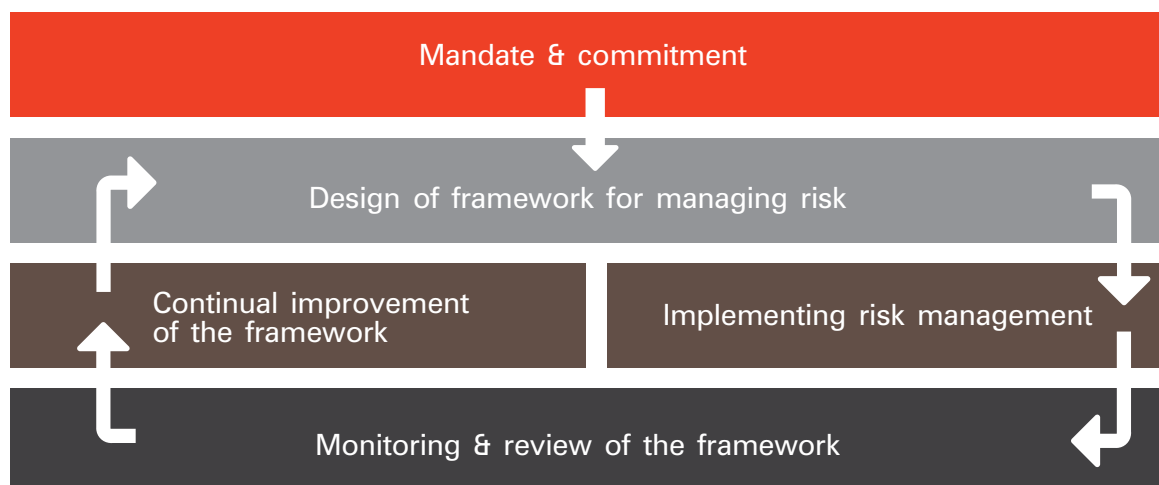 Mandate & commitment
Design of framework for managing risk
Continual improvement
of the framework
Implementing risk management
Monitoring & review of the framework